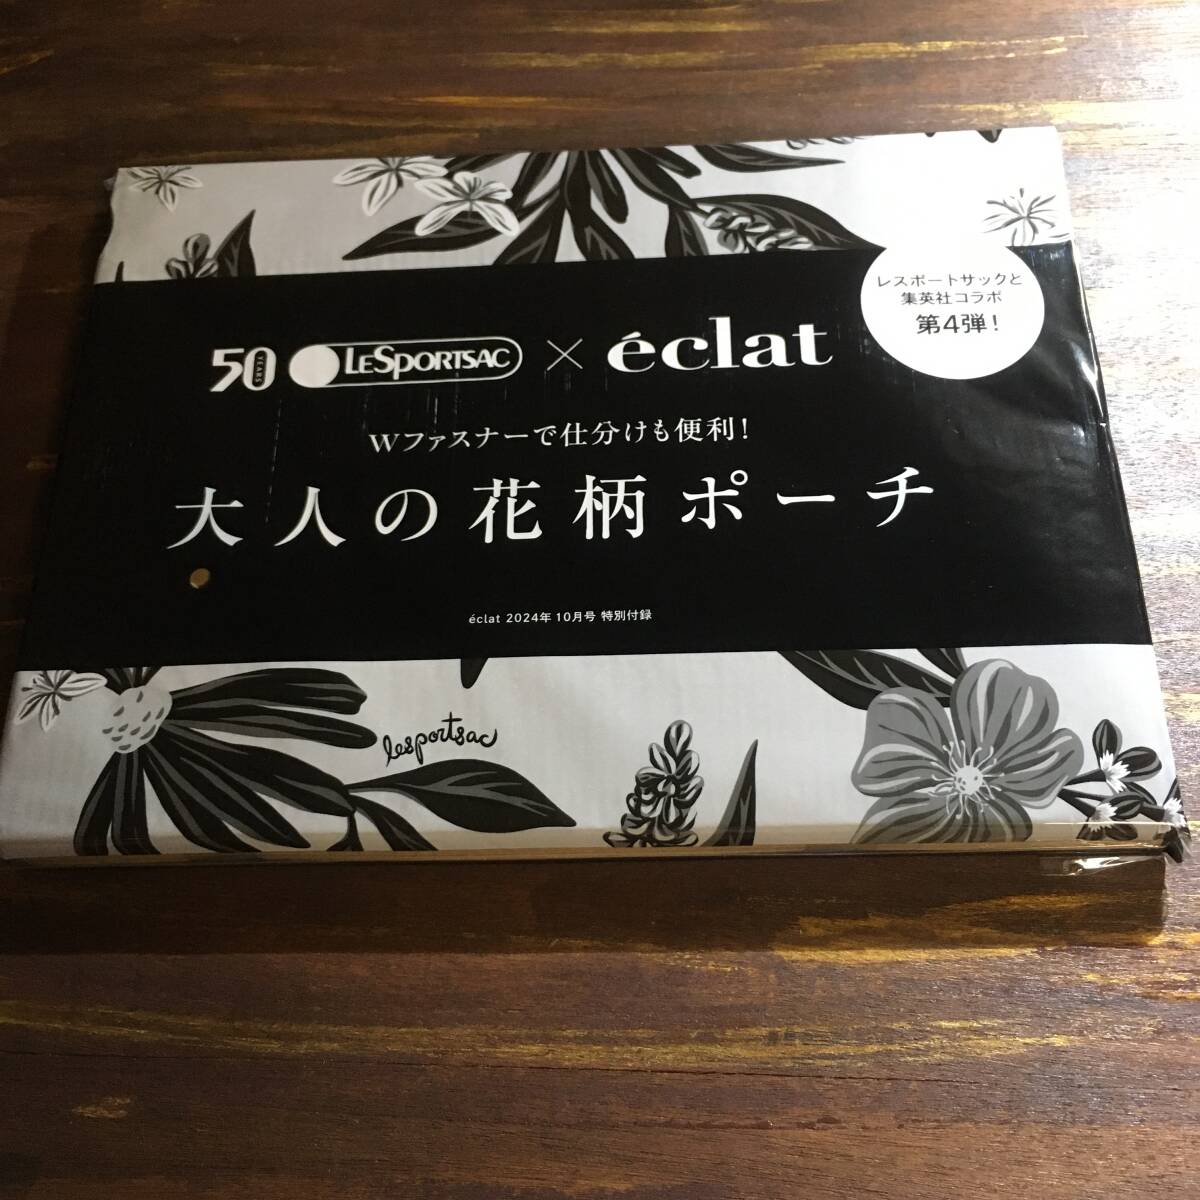 レスポートサックと
集英社コラボ
第4弾！
50 YEARS LESPORTSAC × éclat
Wファスナーで仕分けも便利！
大人の花柄ポーチ
éclat 2024年10月号 特別付録
lesportsac